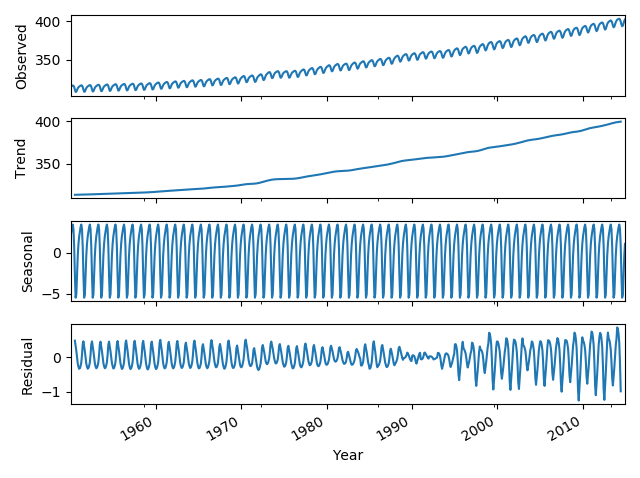 Observed
400
350
Trend
400
350
Seasonal
0
−5
Residual
0
−1
1960
1970
1980
1990
2000
2010
Year